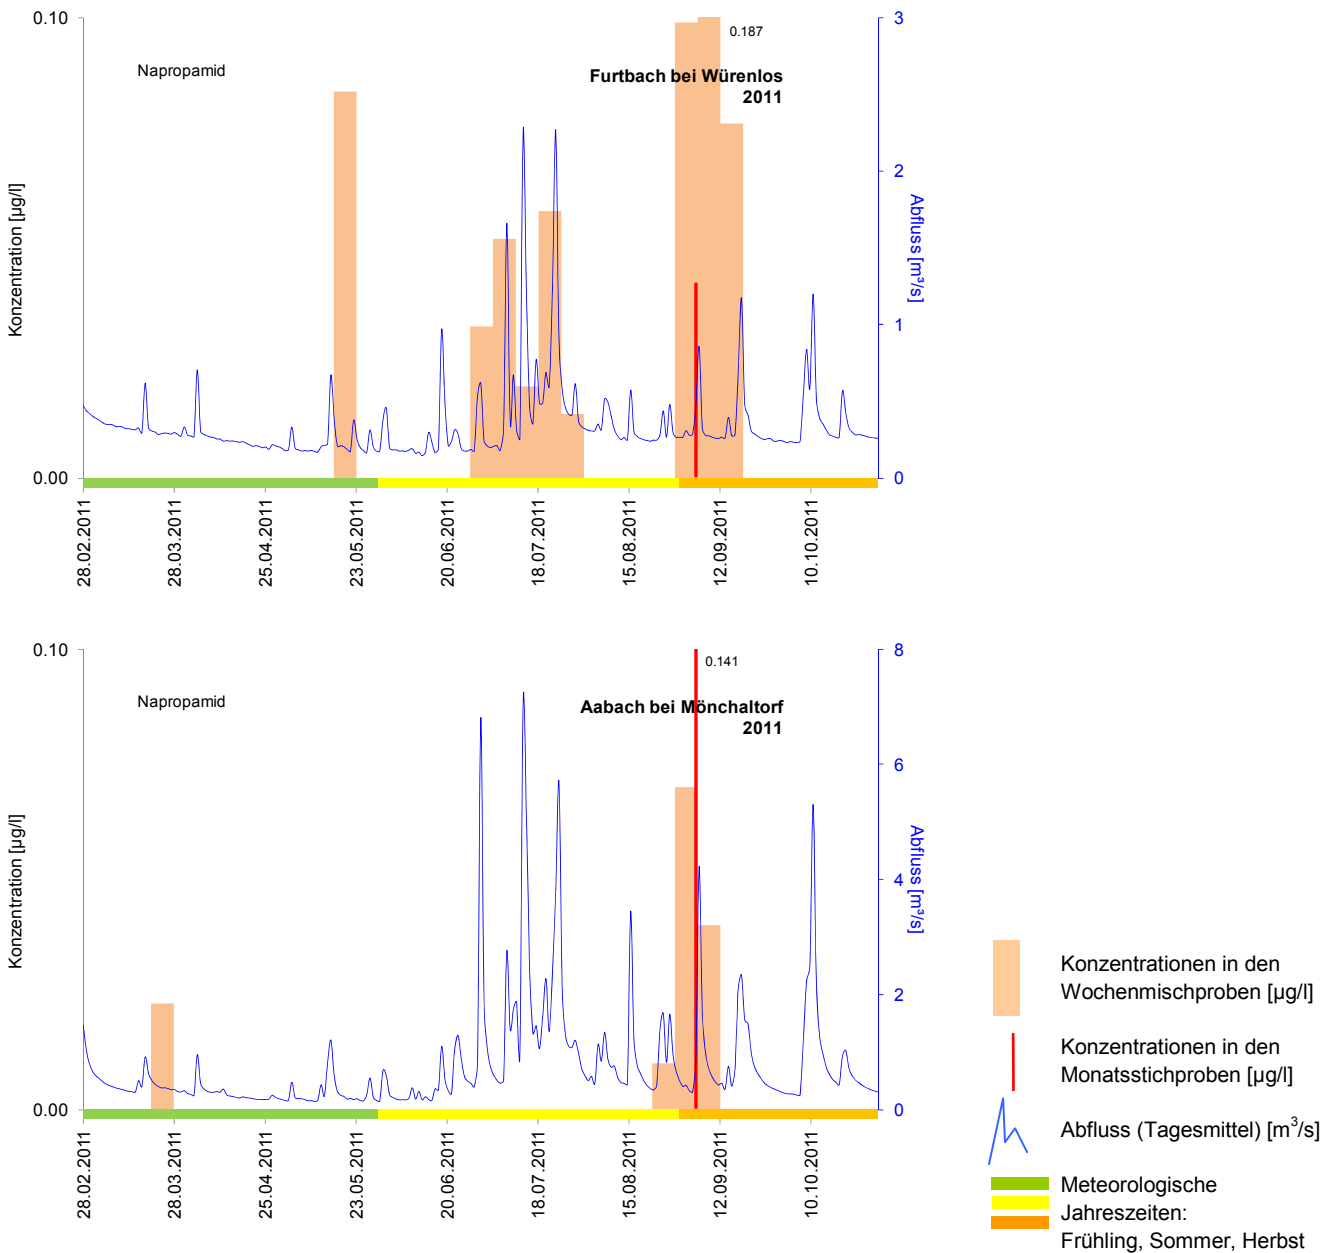 0.10
3
0.187
Napropamid
Furtbach bei Würenlos
2011
2
Konzentration [µg/l]
Abfluss [m³/s]
1
0.00
0
28.02.2011
28.03.2011
25.04.2011
23.05.2011
20.06.2011
18.07.2011
15.08.2011
12.09.2011
10.10.2011
0.10
8
0.141
Napropamid
Aabach bei Mönchaltorf
2011
6
Konzentration [µg/l]
Abfluss [m³/s]
4
2
0.00
0
28.02.2011
28.03.2011
25.04.2011
23.05.2011
20.06.2011
18.07.2011
15.08.2011
12.09.2011
10.10.2011
Konzentrationen in den
Wochenmischproben [µg/l]
Konzentrationen in den
Monatsstichproben [µg/l]
Abfluss (Tagesmittel) [m³/s]
Meteorologische
Jahreszeiten:
Frühling, Sommer, Herbst